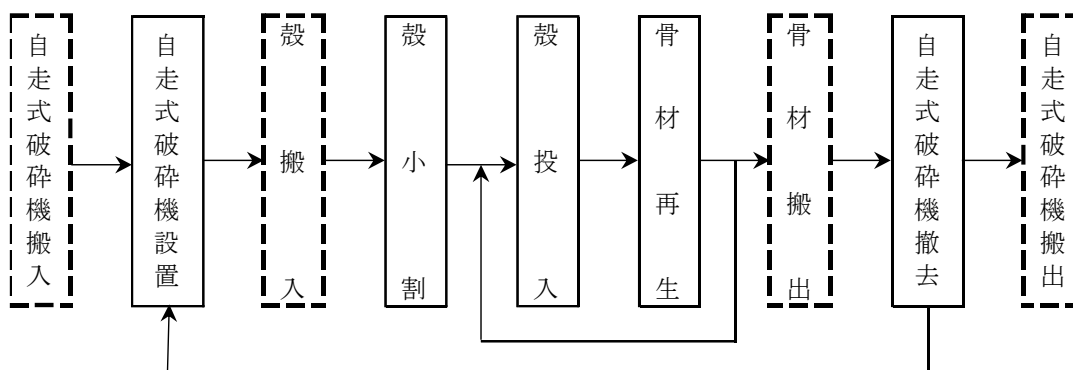 自走式破砕機搬入
自走式破砕機設置
殻搬入
殻小割
殻投入
骨材再生
骨材搬出
自走式破砕機撤去
自走式破砕機搬出